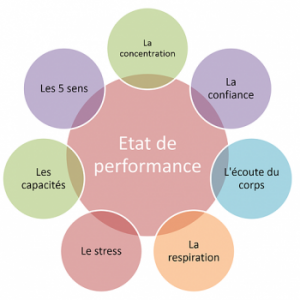 La
concentration
Les 5 sens
La
confiance
Etat de
performance
Les
capacités
L'écoute du
corps
Le stress
La
respiration